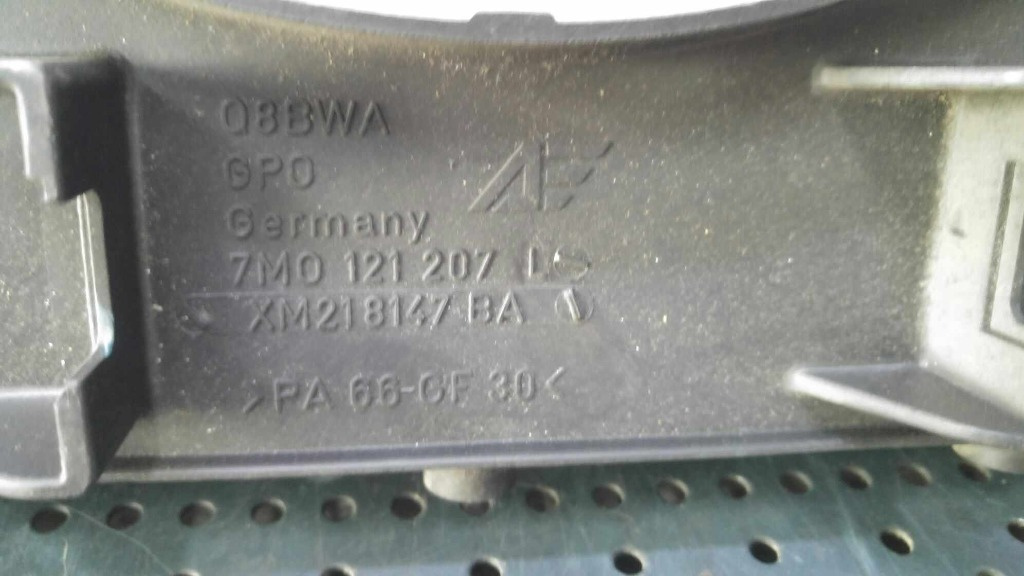 Q8BWA
GPO
Germany
7M0 121 207
XM218147 BA
>PA 66-GF 30<